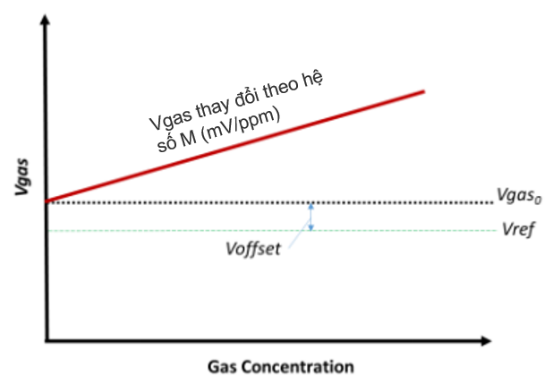 Vgas thay đổi theo hệ
số M (mV/ppm)
Vgas
Vgas₀
Vref
Voffset
Gas Concentration